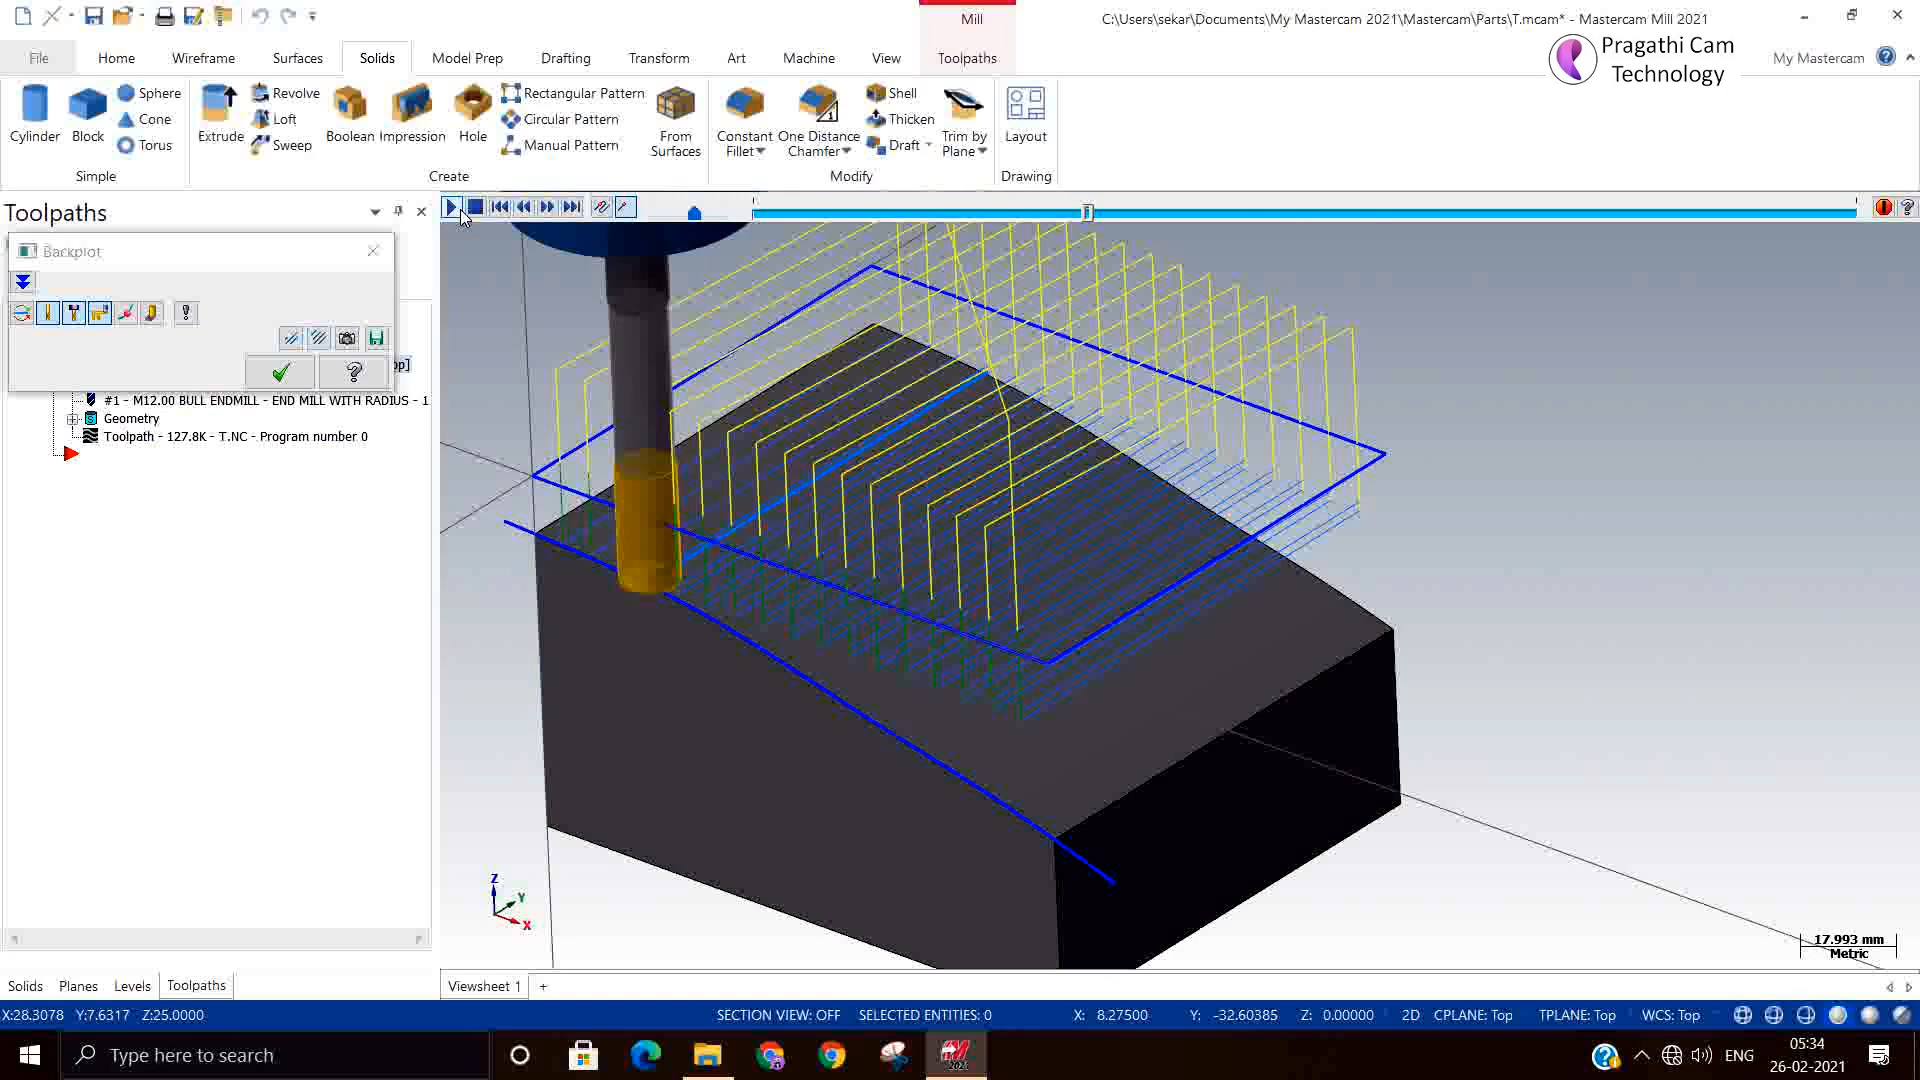 Mill
C:\Users\sekar\Documents\My Mastercam 2021\Mastercam\Parts\T.mcam* - Mastercam Mill 2021
File
Home
Wireframe
Surfaces
Solids
Model Prep
Drafting
Transform
Art
Machine
View
Toolpaths
Pragathi Cam
Technology
My Mastercam
Cylinder
Block
Sphere
Cone
Torus
Simple
Extrude
Revolve
Loft
Sweep
Boolean
Impression
Hole
Rectangular Pattern
Circular Pattern
Manual Pattern
From
Surfaces
Create
Constant
Fillet
One Distance
Chamfer
Shell
Thicken
Draft
Trim by
Plane
Modify
Layout
Drawing
Toolpaths
Backplot
op]
#1 - M12.00 BULL ENDMILL - END MILL WITH RADIUS - 1
Geometry
Toolpath - 127.8K - T.NC - Program number 0
Z
Y
X
17.993 mm
Metric
Solids
Planes
Levels
Toolpaths
Viewsheet 1
+
X:28.3078 Y:7.6317 Z:25.0000
SECTION VIEW: OFF
SELECTED ENTITIES: 0
X: 8.27500
Y: -32.60385
Z: 0.00000
2D
CPLANE: Top
TPLANE: Top
WCS: Top
Type here to search
2021
ENG
05:34
26-02-2021